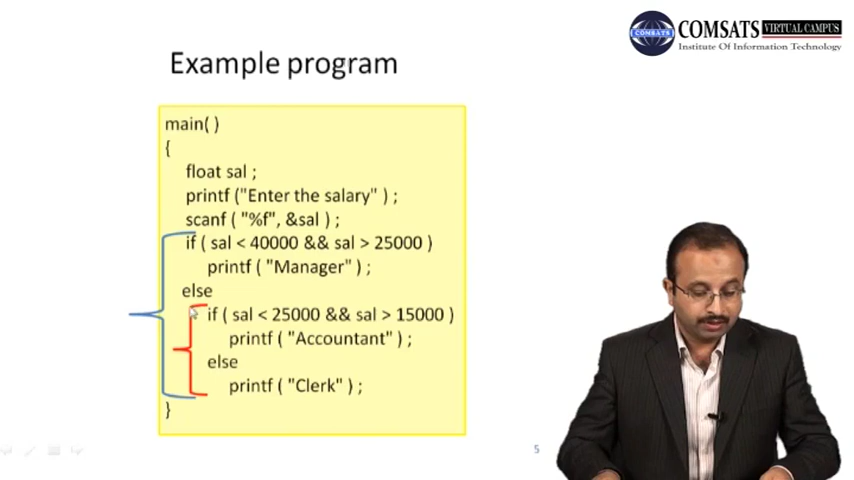 COMSATS
COMSATS VIRTUAL CAMPUS
Institute Of Information Technology
Example program
main( )
{
float sal ;
printf ("Enter the salary" ) ;
scanf ( "%f", &sal ) ;
if ( sal < 40000 && sal > 25000 )
printf ( "Manager" ) ;
else
if ( sal < 25000 && sal > 15000 )
printf ( "Accountant" ) ;
else
printf ( "Clerk" ) ;
}
5